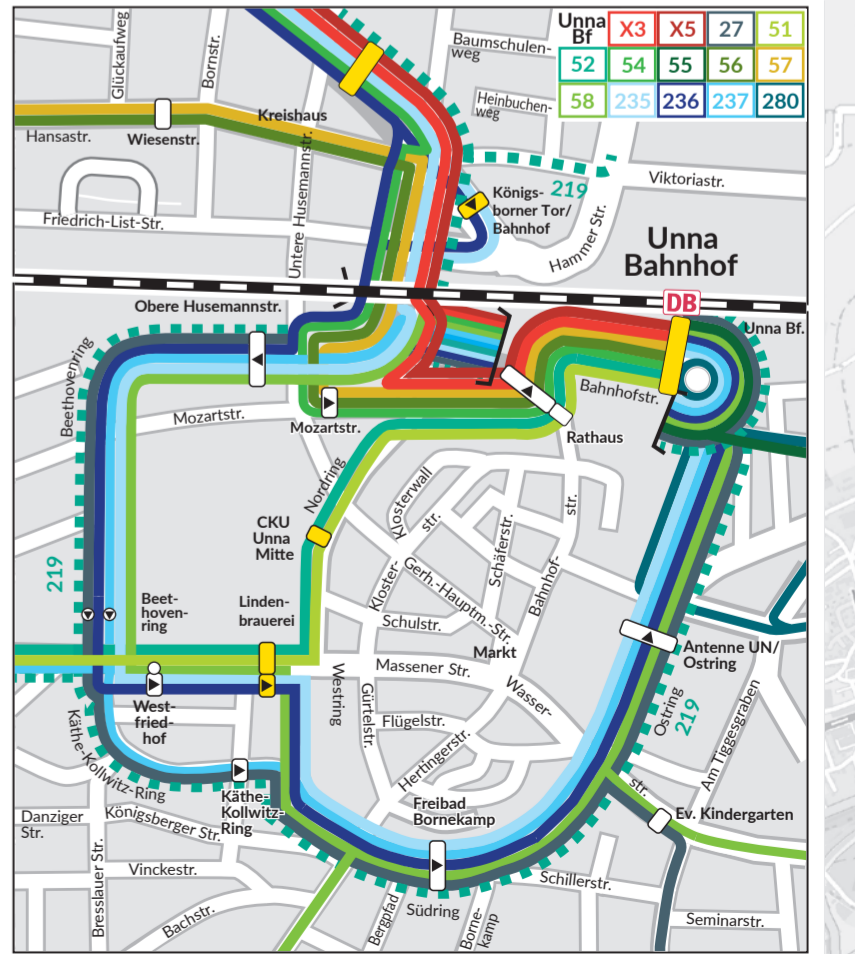 Unna Bf X3 X5 27 51
52 54 55 56 57
58 235 236 237 280
Glückaufweg
Bornstr.
Baumschulen-
weg
Heinbuchen-
weg
Kreishaus
Hansastr.
Wiesenstr.
219
Viktoriastr.
Königs-
borner Tor/
Bahnhof
Friedrich-List-Str.
Untere Husemannstr.
Hammer Str.
Unna
Bahnhof
DB
Obere Husemannstr.
Unna Bf.
Beethovenring
Mozartstr.
Mozartstr.
Bahnhofstr.
Rathaus
Nordring
Klosterwall
CKU
Unna
Mitte
Kloster-
str.
Gerh.-Hauptm.-Str.
Schäferstr.
Bahnhof-
str.
219
Beet-
hoven-
ring
Linden-
brauerei
Schulstr.
Markt
Massener Str.
Antenne UN/
Ostring
West-
fried-
hof
Westring
Gürtelstr.
Wasser-
str.
Flügelstr.
Ostring
219
Am Tiggesgraben
Käthe-Kollwitz-Ring
Hertingerstr.
Käthe-
Kollwitz-
Ring
Freibad
Bornekamp
Ev. Kindergarten
Danziger
Str.
Königsberger Str.
Breslauer Str.
Vinckestr.
Bachstr.
Südring
Bergpfad
Borne-
kamp
Schillerstr.
Seminarstr.